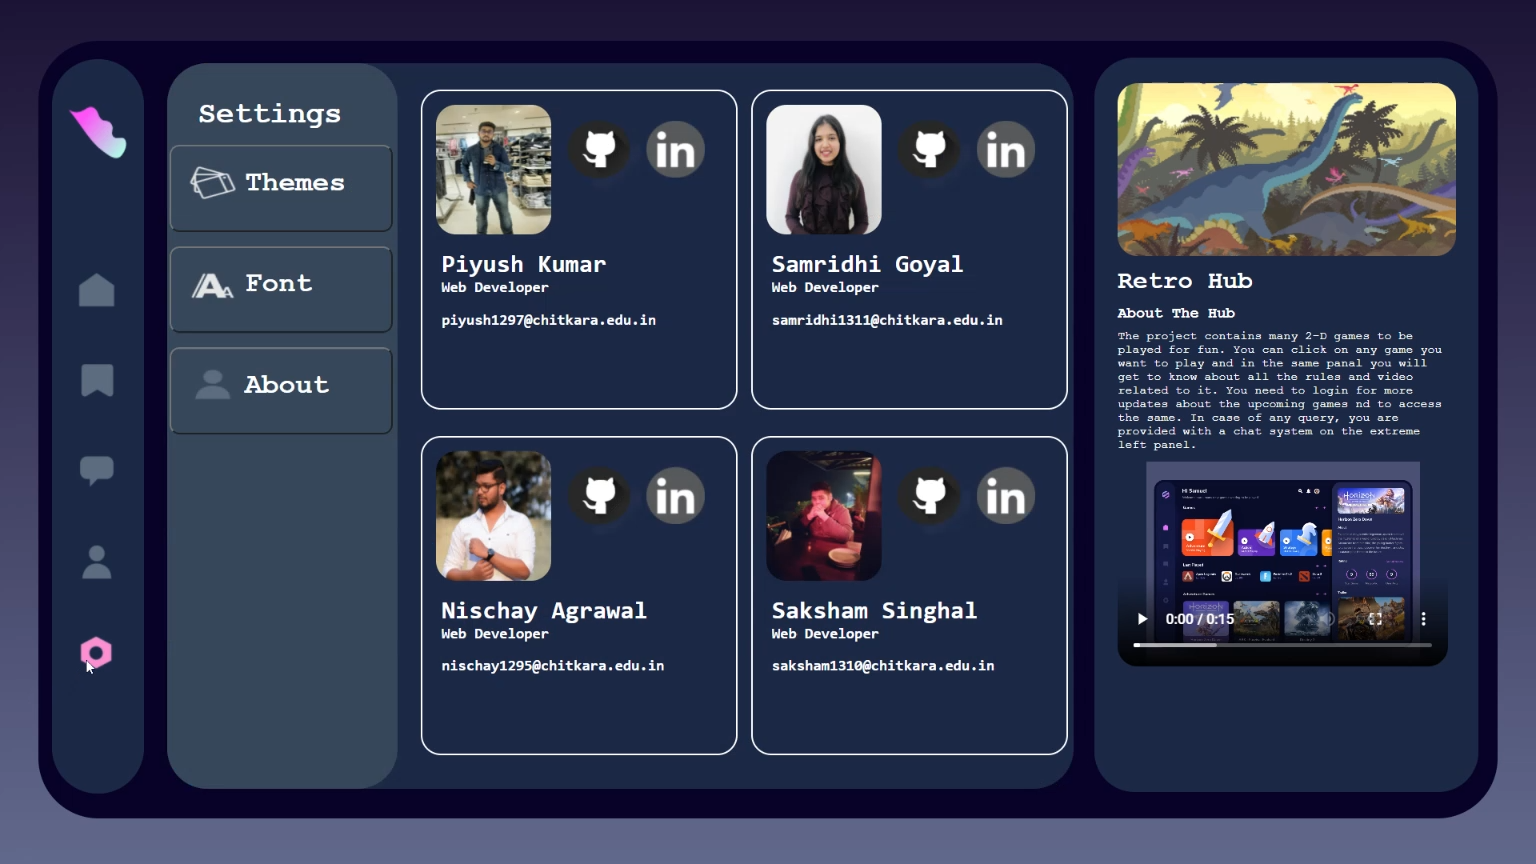 Settings
Themes
Font
About
in
Piyush Kumar
Web Developer
piyush1297@chitkara.edu.in
in
Samridhi Goyal
Web Developer
samridhi1311@chitkara.edu.in
in
Nischay Agrawal
Web Developer
nischay1295@chitkara.edu.in
in
Saksham Singhal
Web Developer
saksham1310@chitkara.edu.in
Retro Hub
About The Hub
The project contains many 2-D games to be
played for fun. You can click on any game you
want to play and in the same panal you will
get to know about all the rules and video
related to it. You need to login for more
updates about the upcoming games nd to access
the same. In case of any query, you are
provided with a chat system on the extreme
left panel.
Hi Samuel
Horizon Zero Dawn
0:00 / 0:15